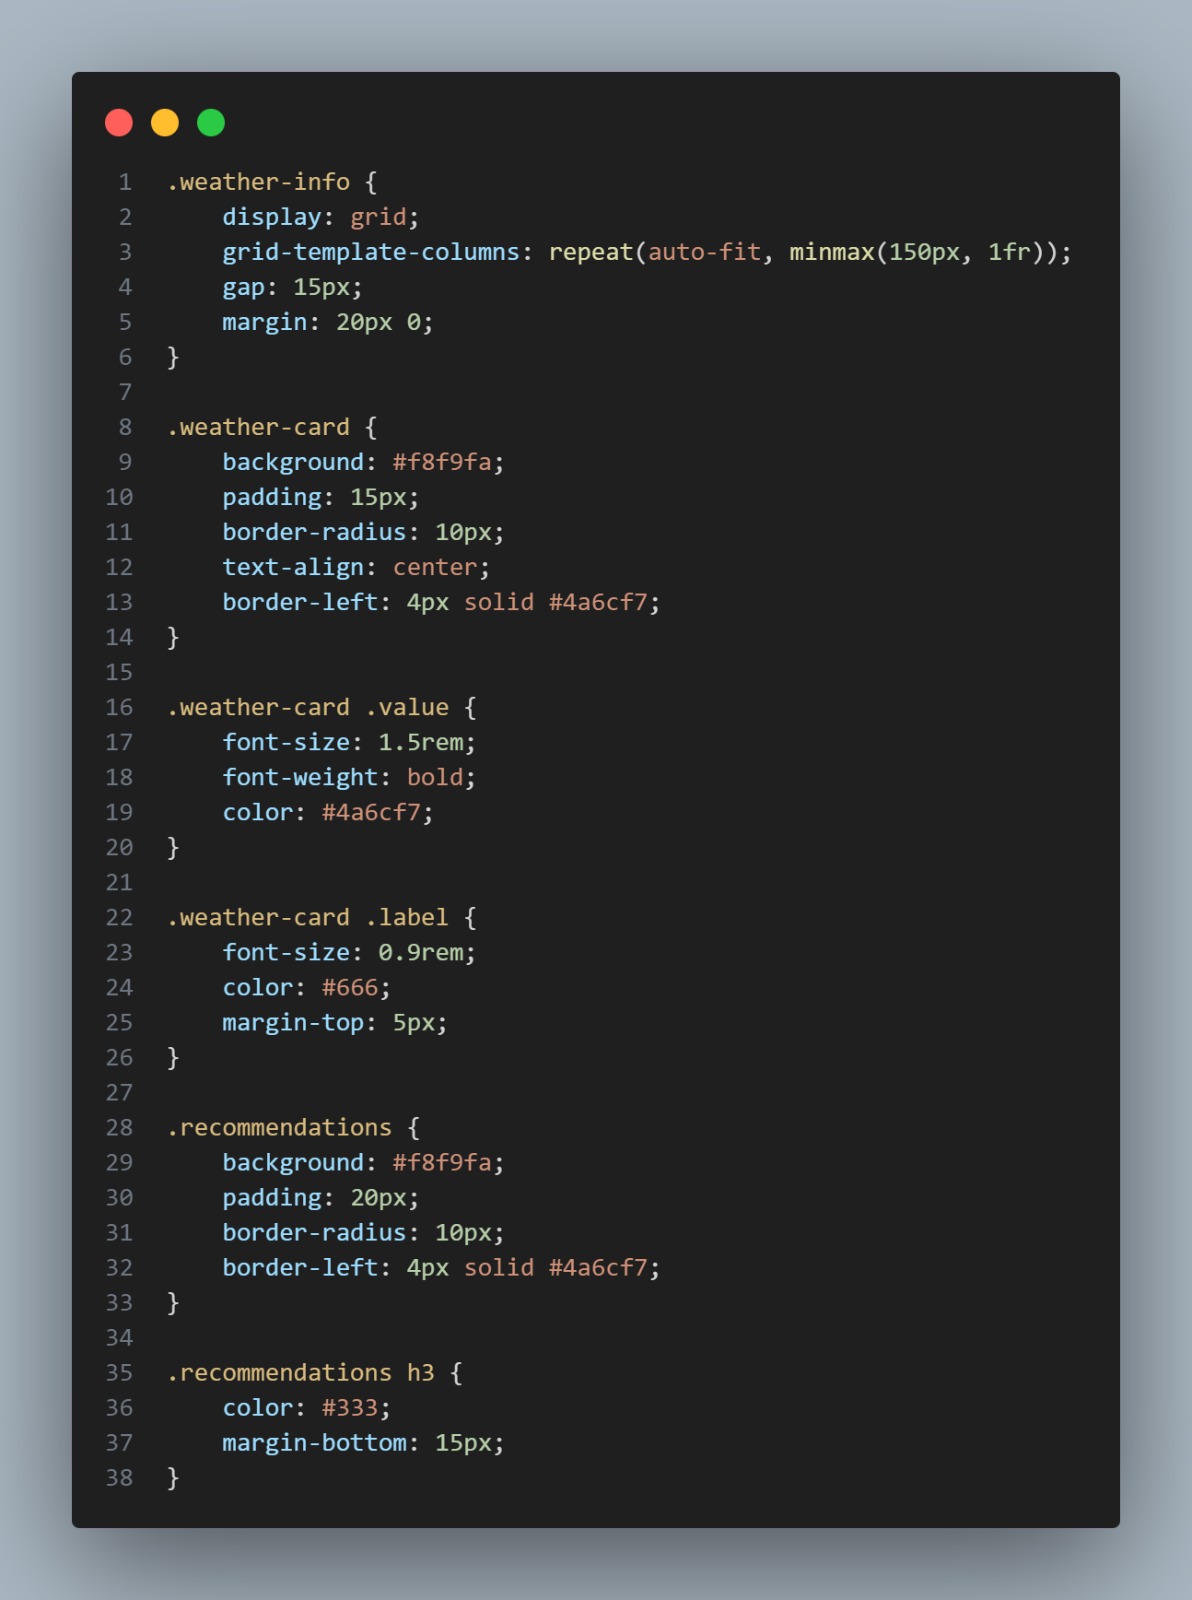 1 .weather-info {
2     display: grid;
3     grid-template-columns: repeat(auto-fit, minmax(150px, 1fr));
4     gap: 15px;
5     margin: 20px 0;
6 }
7
8 .weather-card {
9     background: #f8f9fa;
10     padding: 15px;
11     border-radius: 10px;
12     text-align: center;
13     border-left: 4px solid #4a6cf7;
14 }
15
16 .weather-card .value {
17     font-size: 1.5rem;
18     font-weight: bold;
19     color: #4a6cf7;
20 }
21
22 .weather-card .label {
23     font-size: 0.9rem;
24     color: #666;
25     margin-top: 5px;
26 }
27
28 .recommendations {
29     background: #f8f9fa;
30     padding: 20px;
31     border-radius: 10px;
32     border-left: 4px solid #4a6cf7;
33 }
34
35 .recommendations h3 {
36     color: #333;
37     margin-bottom: 15px;
38 }